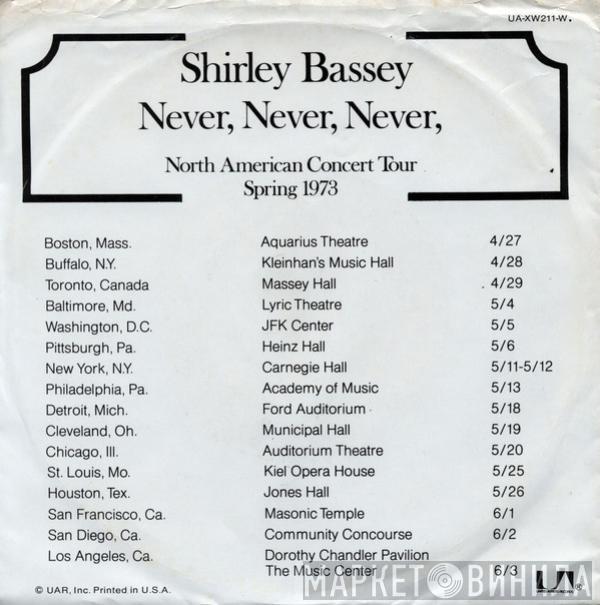 UA-XW211-W.
Shirley Bassey
Never, Never, Never,
North American Concert Tour
Spring 1973
Boston, Mass. Aquarius Theatre 4/27
Buffalo, N.Y. Kleinhan's Music Hall 4/28
Toronto, Canada Massey Hall 4/29
Baltimore, Md. Lyric Theatre 5/4
Washington, D.C. JFK Center 5/5
Pittsburgh, Pa. Heinz Hall 5/6
New York, N.Y. Carnegie Hall 5/11-5/12
Philadelphia, Pa. Academy of Music 5/13
Detroit, Mich. Ford Auditorium 5/18
Cleveland, Oh. Municipal Hall 5/19
Chicago, Ill. Auditorium Theatre 5/20
St. Louis, Mo. Kiel Opera House 5/25
Houston, Tex. Jones Hall 5/26
San Francisco, Ca. Masonic Temple 6/1
San Diego, Ca. Community Concourse 6/2
Los Angeles, Ca. Dorothy Chandler Pavilion
The Music Center 6/3
© UAR, Inc. Printed in U.S.A.
UA ®
МАРКЕТ ВИНИЛА